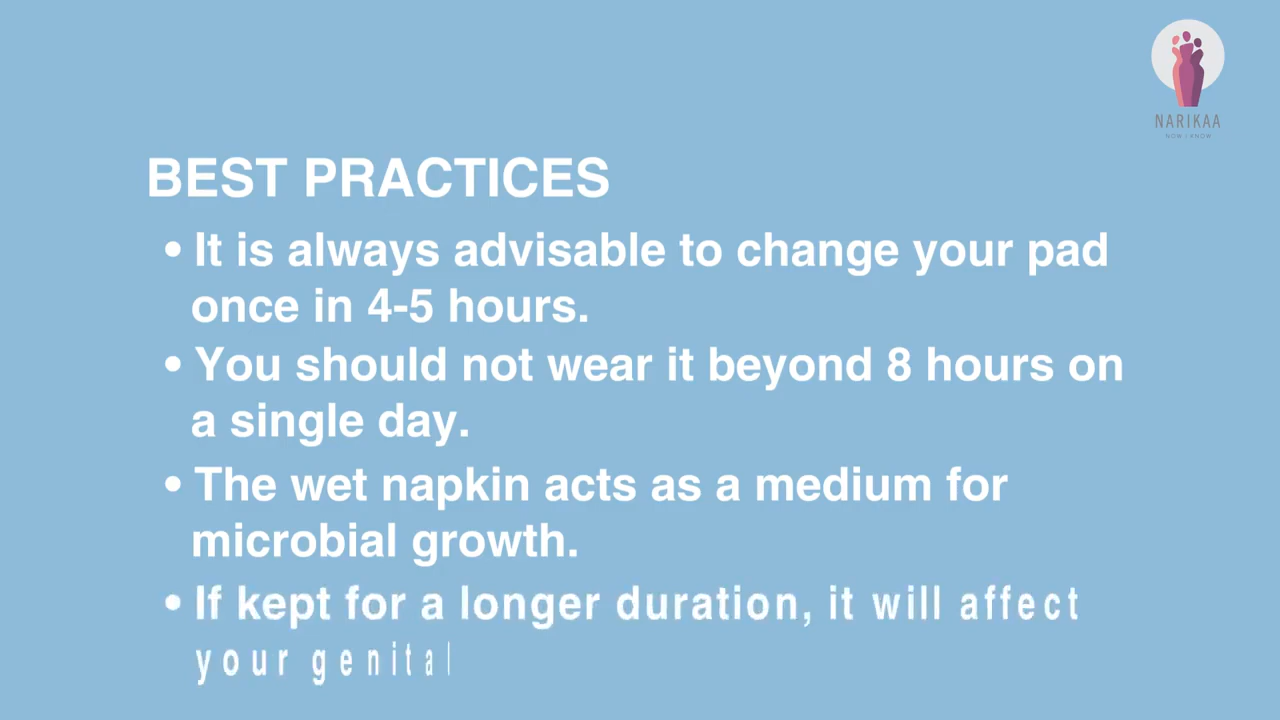 NARIKAA
NOW I KNOW
BEST PRACTICES
• It is always advisable to change your pad
once in 4-5 hours.
• You should not wear it beyond 8 hours on
a single day.
• The wet napkin acts as a medium for
microbial growth.
• If kept for a longer duration, it will affect
your genital